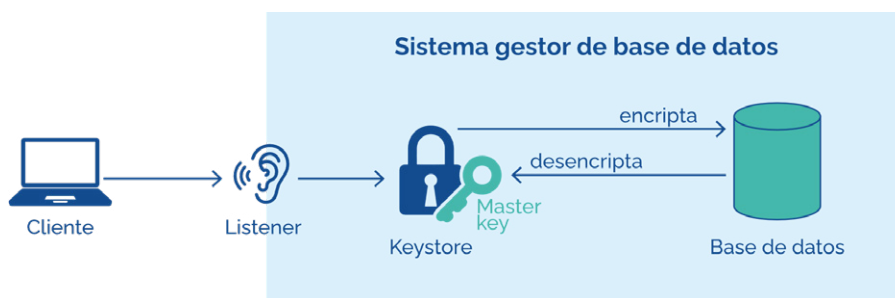 Sistema gestor de base de datos
encripta
desencripta
Master
key
Cliente
Listener
Keystore
Base de datos